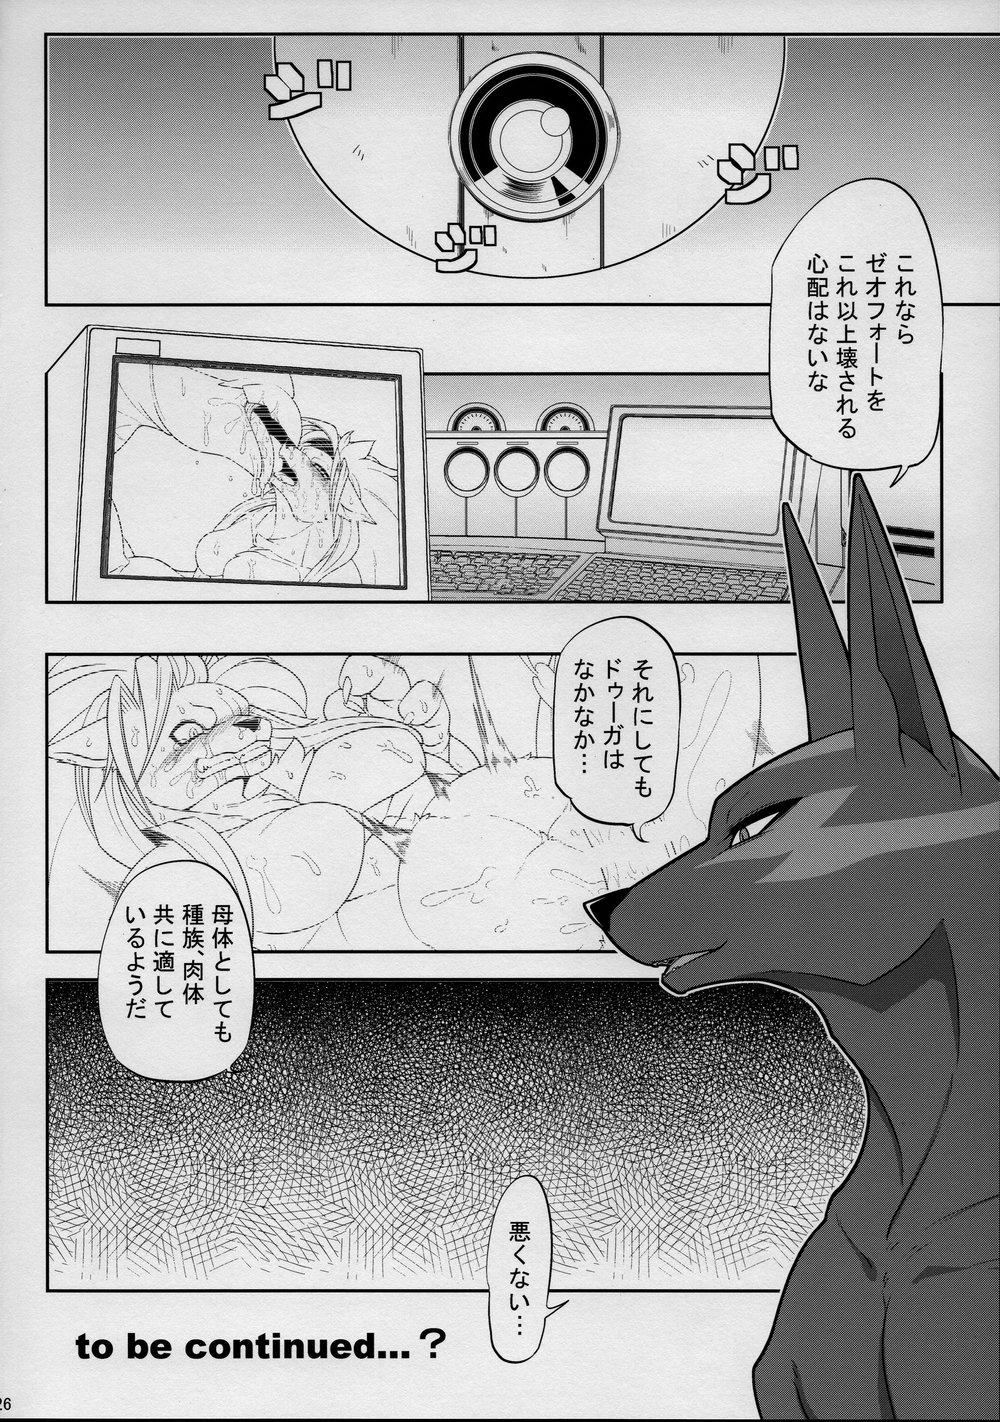 これなら
ゼオフォートを
これ以上壊される
心配はないな
それにしても
ドゥーガは
なかなか…
母体としても
種族、肉体
共に適して
いるようだ
悪くない…
to be continued...？
26